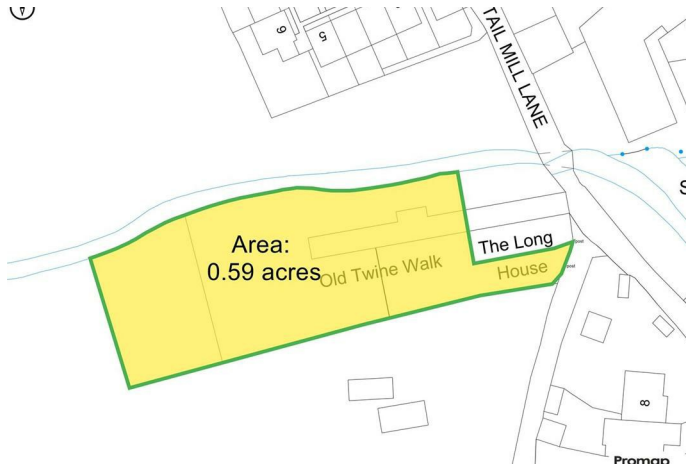 6
5
TAIL MILL LANE
S
Area:
0.59 acres
Old Twine Walk
The Long
House
8
Promap